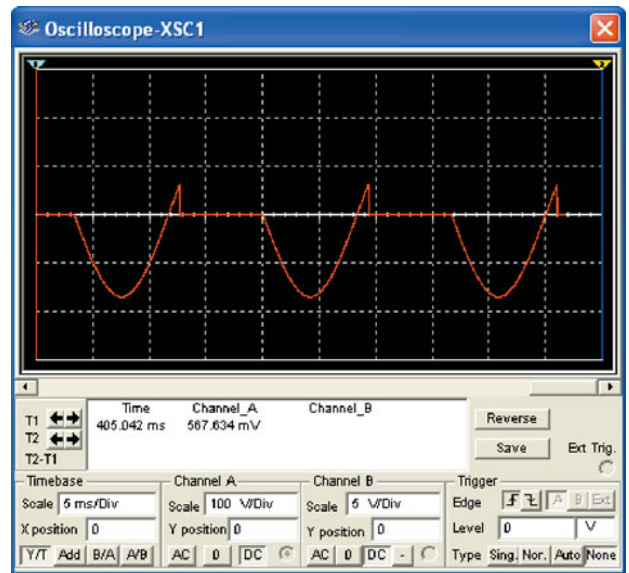 Oscilloscope-XSC1
1
2
Time Channel_A Channel_B
T1 405.042 ms 567.634 mV
T2
T2-T1
Reverse
Save
Ext Trig.
Timebase Channel A Channel B Trigger
Scale 5 ms/Div Scale 100 V/Div Scale 5 V/Div Edge A B Ext
X position 0 Y position 0 Y position 0 Level 0 V
Y/T Add B/A A/B AC 0 DC AC 0 DC - Type Sing. Nor. Auto None